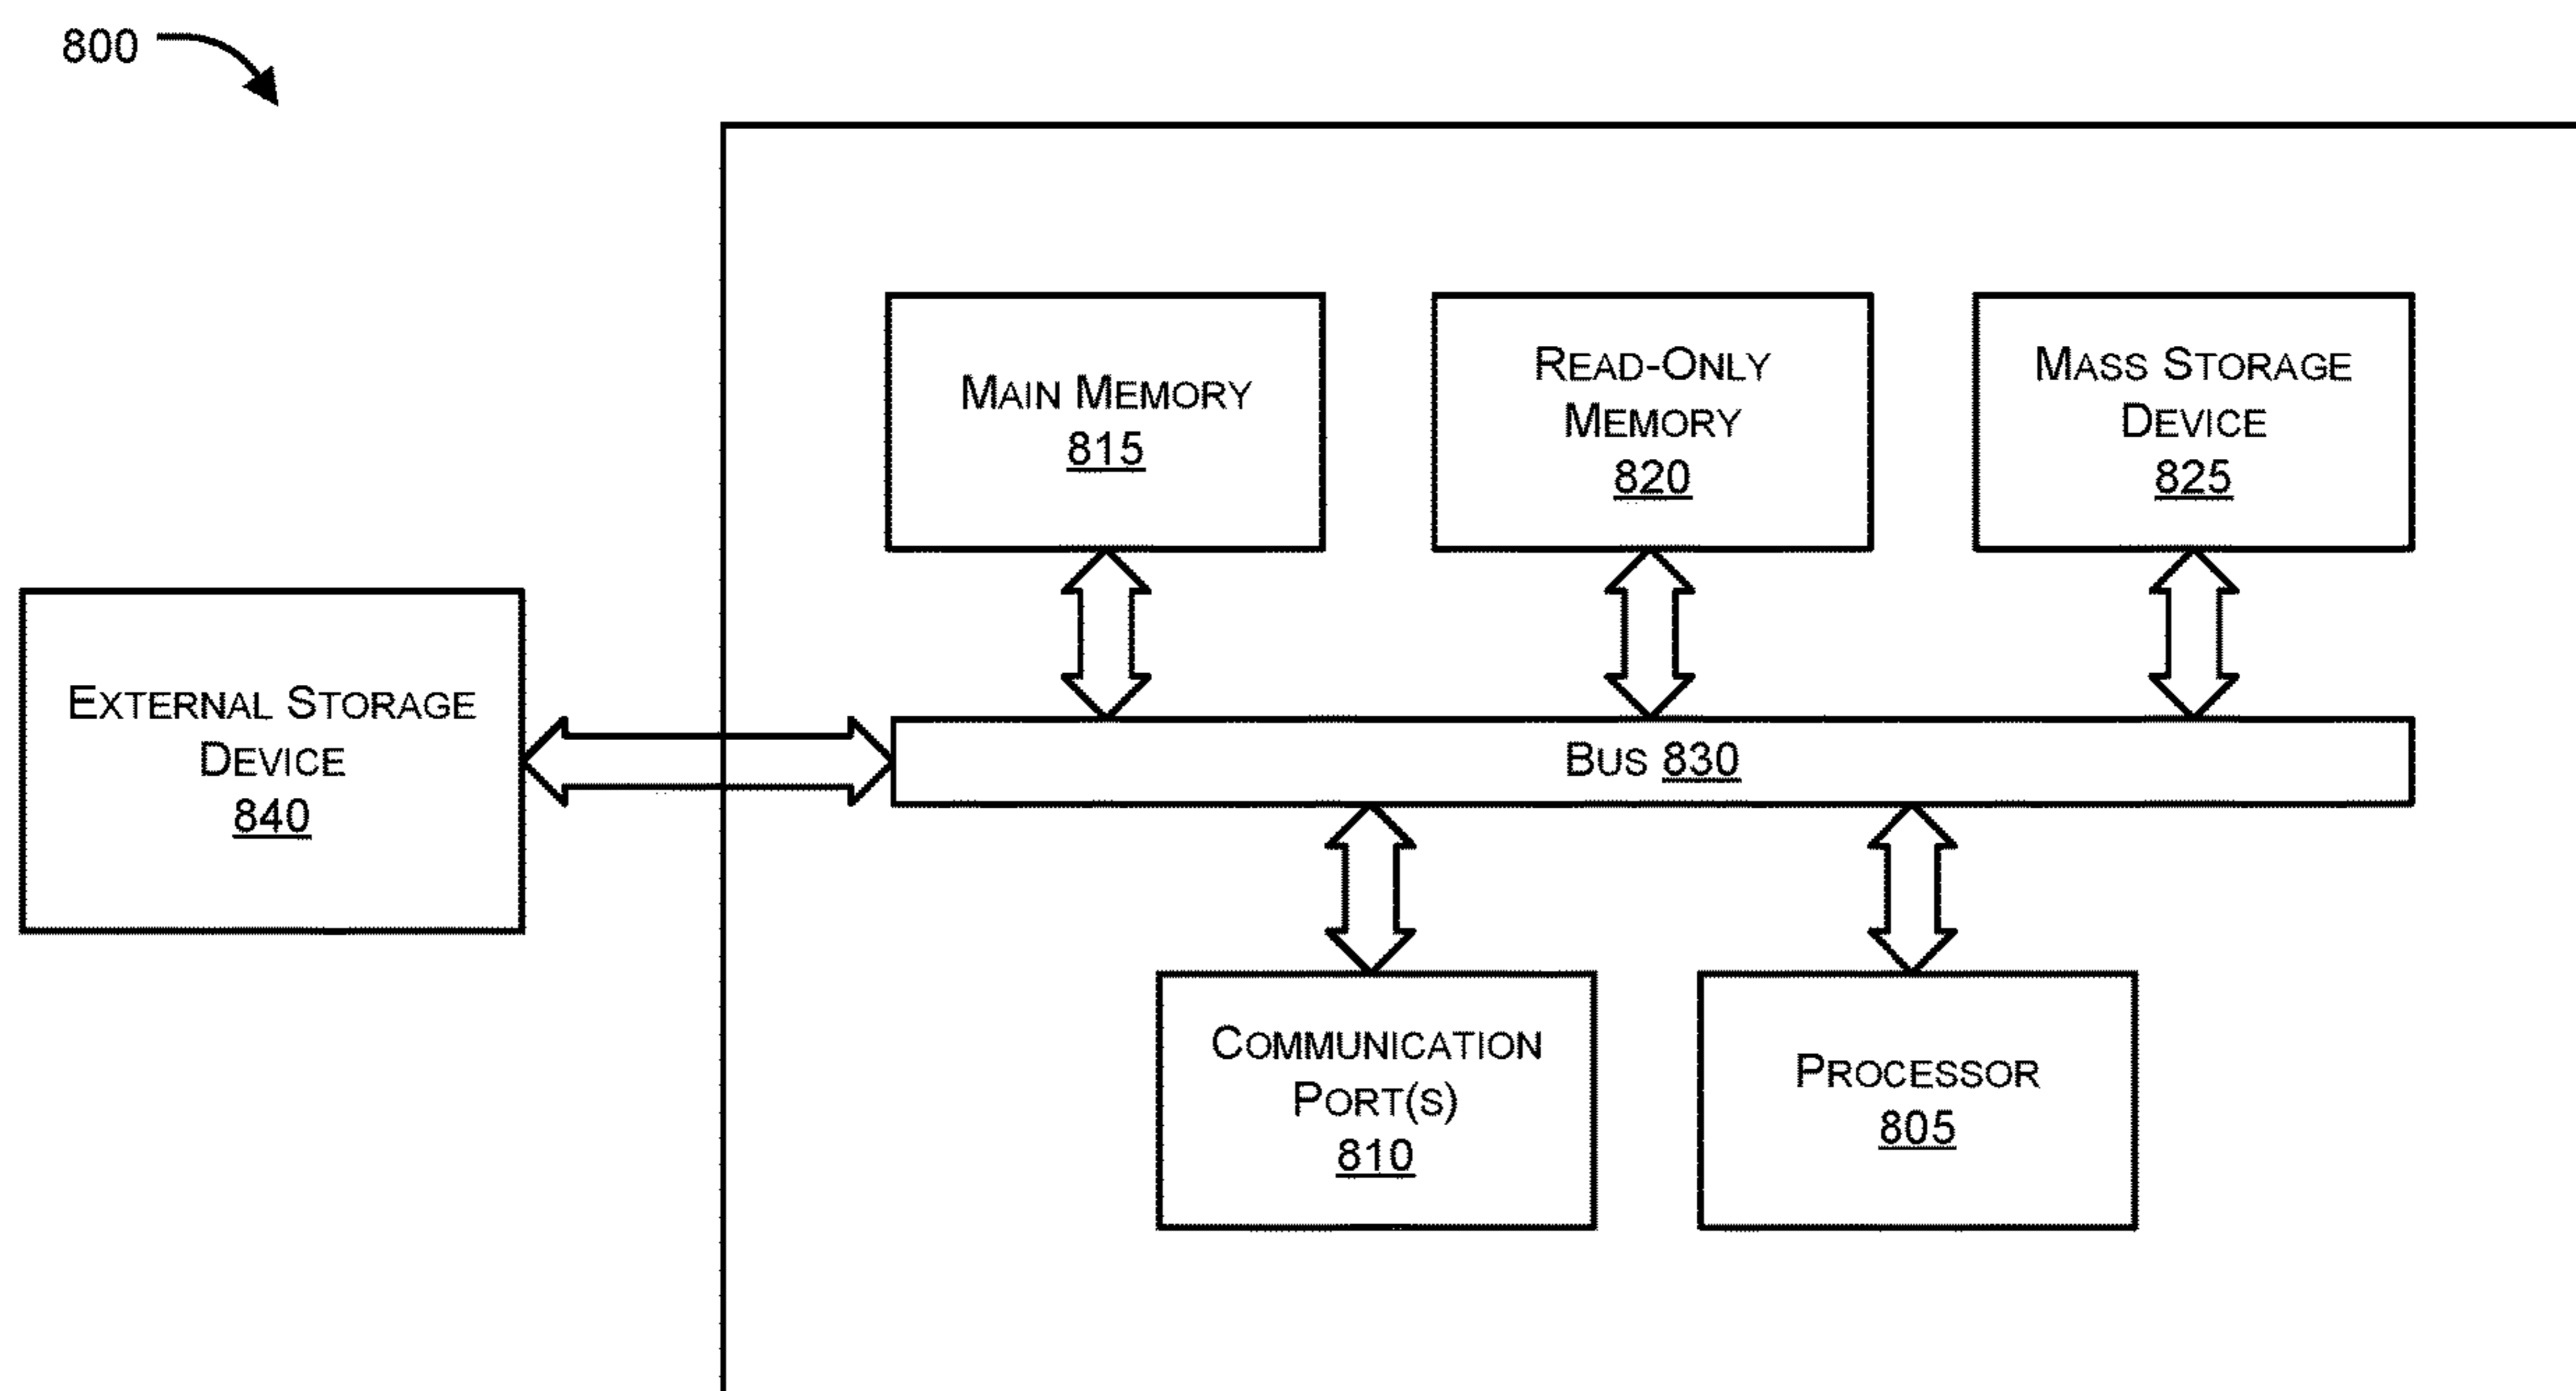 800
MAIN MEMORY
815
READ-ONLY
MEMORY
820
MASS STORAGE
DEVICE
825
EXTERNAL STORAGE
DEVICE
840
BUS 830
COMMUNICATION
PORT(S)
810
PROCESSOR
805